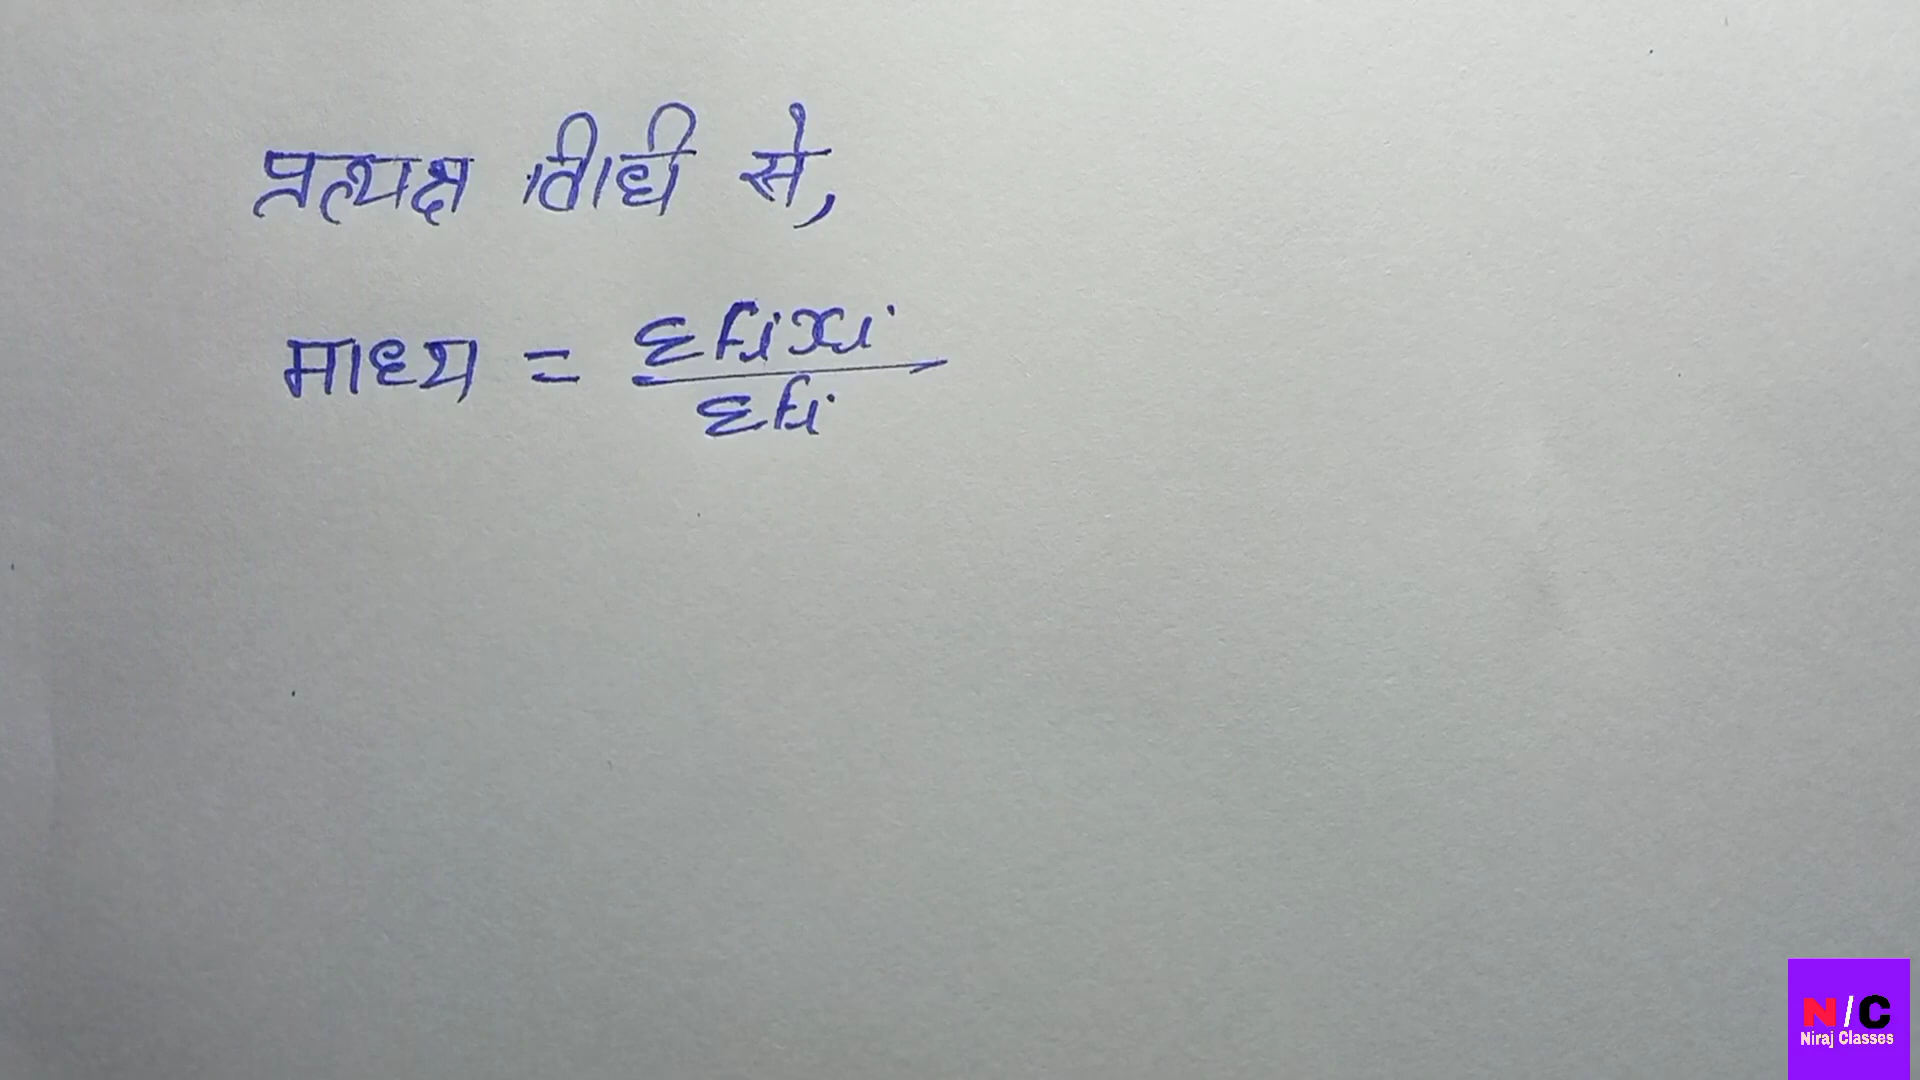 प्रत्यक्ष विधि से,
माध्य = Σfixi / Σfi
N/C
Niraj Classes